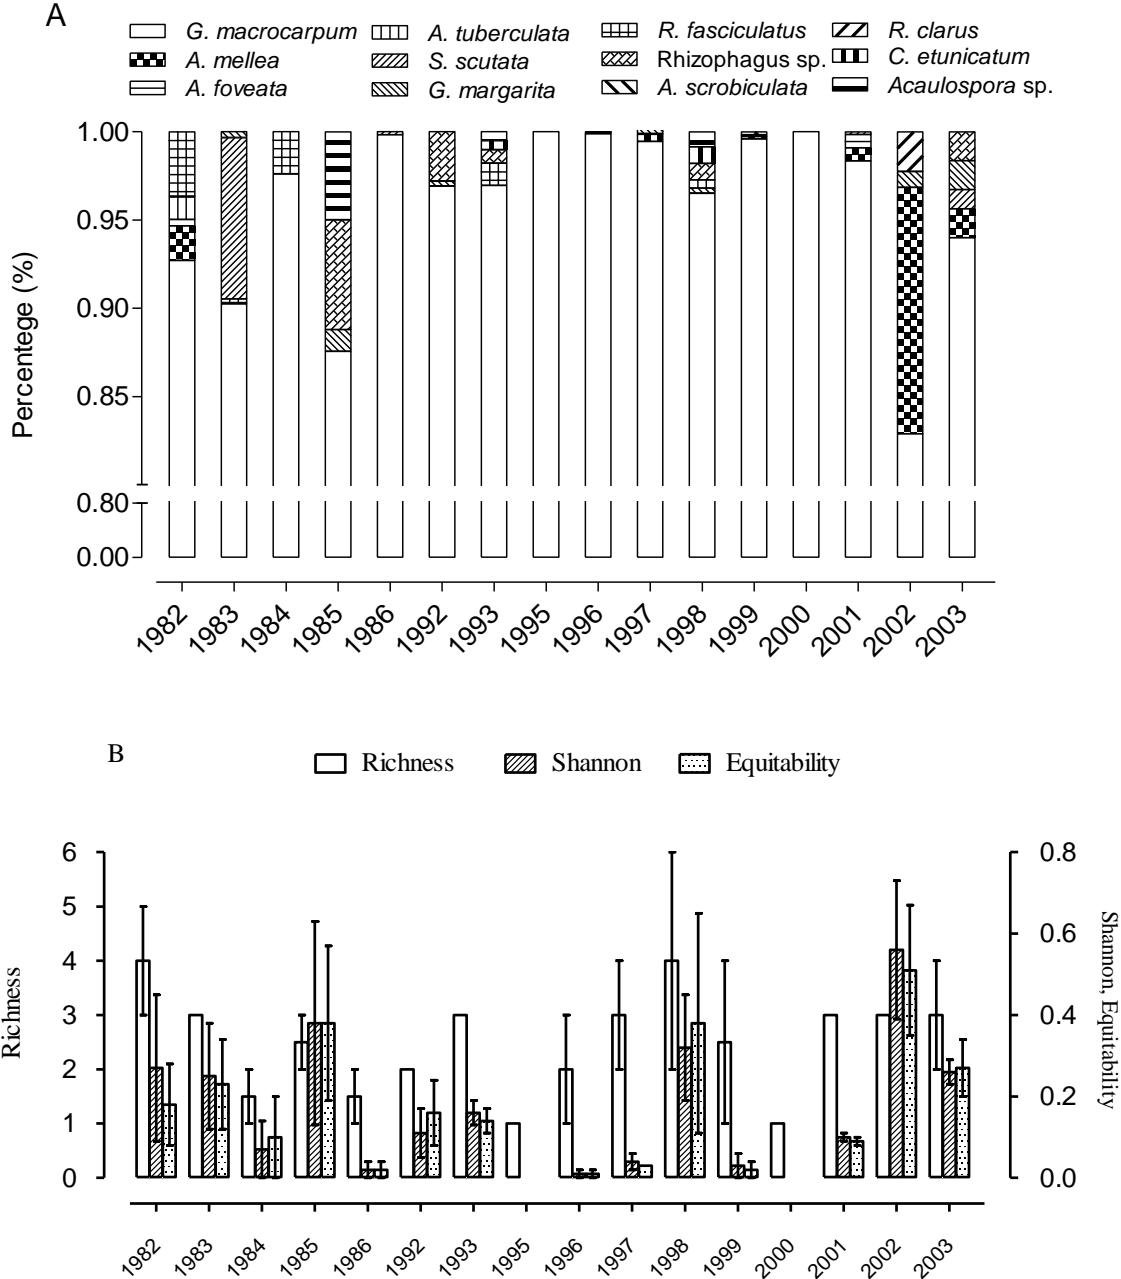 A
G. macrocarpum A. tuberculata R. fasciculatus R. clarus
A. mellea S. scutata Rhizophagus sp. C. etunicatum
A. foveata G. margarita A. scrobiculata Acaulospora sp.
Percentege (%)
1.00
0.95
0.90
0.85
0.80
0.00
1982 1983 1984 1985 1986 1992 1993 1995 1996 1997 1998 1999 2000 2001 2002 2003
B
Richness Shannon Equitability
Richness
6
5
4
3
2
1
0
0.8
0.6
0.4
0.2
0.0
Shannon, Equitability
1982 1983 1984 1985 1986 1992 1993 1995 1996 1997 1998 1999 2000 2001 2002 2003